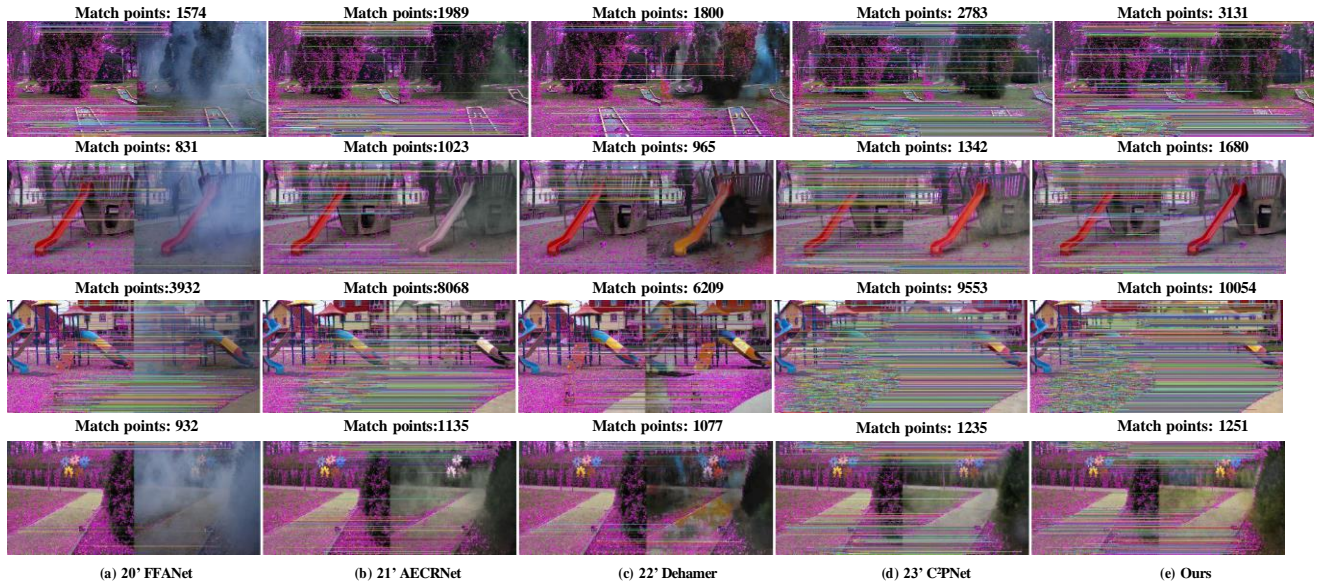 Match points: 1574 Match points:1989 Match points: 1800 Match points: 2783 Match points: 3131
Match points: 831 Match points:1023 Match points: 965 Match points: 1342 Match points: 1680
Match points:3932 Match points:8068 Match points: 6209 Match points: 9553 Match points: 10054
Match points: 932 Match points:1135 Match points: 1077 Match points: 1235 Match points: 1251
(a) 20’ FFANet (b) 21’ AECRNet (c) 22’ Dehamer (d) 23’ C²PNet (e) Ours